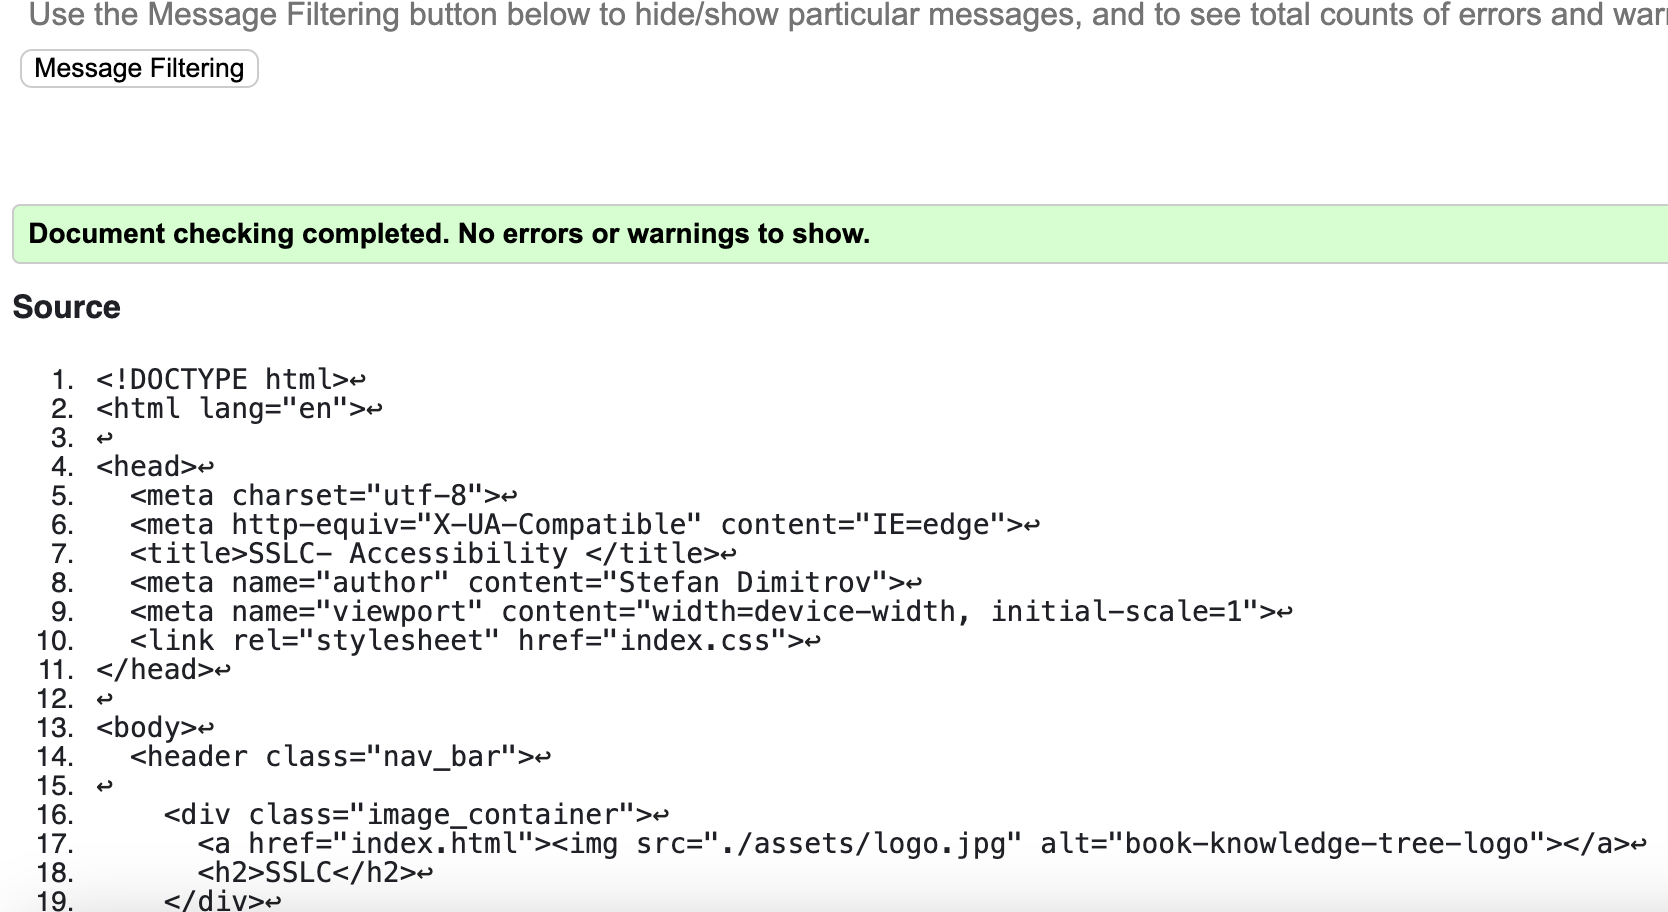 Use the Message Filtering button below to hide/show particular messages, and to see total counts of errors and
Message Filtering
Document checking completed. No errors or warnings to show.
Source
1. <!DOCTYPE html>↩
2. <html lang="en">↩
3. ↩
4. <head>↩
5.   <meta charset="utf-8">↩
6.   <meta http-equiv="X-UA-Compatible" content="IE=edge">↩
7.   <title>SSLC- Accessibility </title>↩
8.   <meta name="author" content="Stefan Dimitrov">↩
9.   <meta name="viewport" content="width=device-width, initial-scale=1">↩
10.   <link rel="stylesheet" href="index.css">↩
11. </head>↩
12. ↩
13. <body>↩
14.   <header class="nav_bar">↩
15. ↩
16.     <div class="image_container">↩
17.       <a href="index.html"><img src="./assets/logo.jpg" alt="book-knowledge-tree-logo"></a>↩
18.       <h2>SSLC</h2>↩
19.     </div>↩